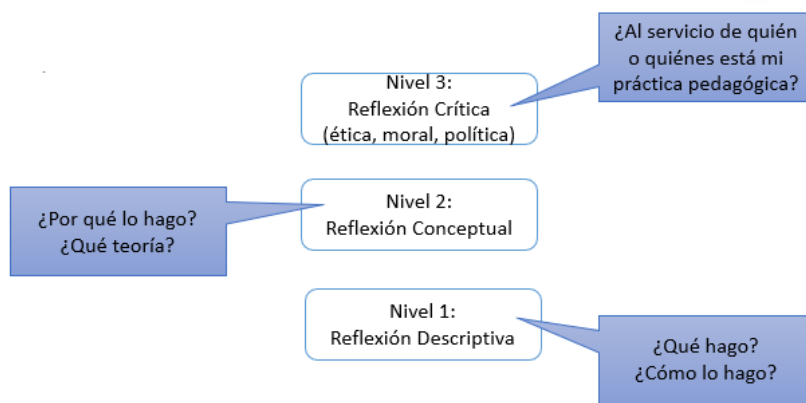 ¿Al servicio de quién
o quiénes está mi
práctica pedagógica?
Nivel 3:
Reflexión Crítica
(ética, moral, política)
¿Por qué lo hago?
¿Qué teoría?
Nivel 2:
Reflexión Conceptual
Nivel 1:
Reflexión Descriptiva
¿Qué hago?
¿Cómo lo hago?